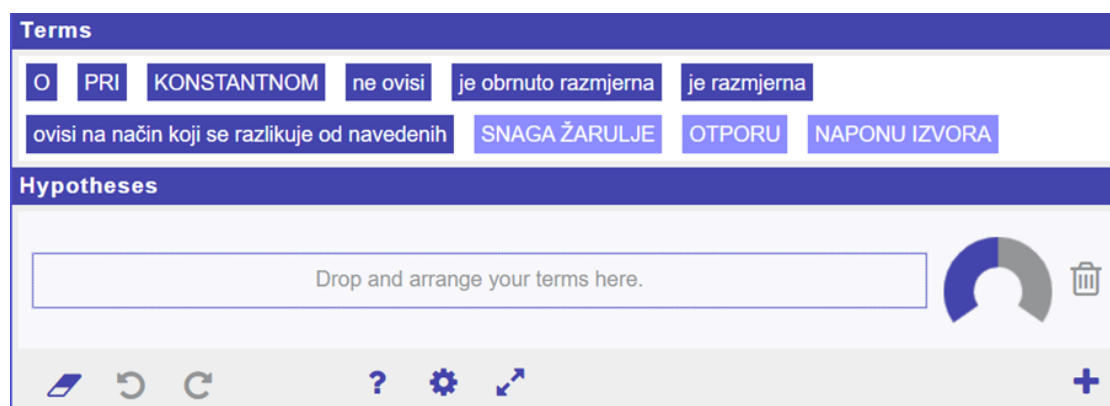 Terms
O PRI KONSTANTNOM ne ovisi je obrnuto razmjerna je razmjerna
ovisi na način koji se razlikuje od navedenih SNAGA ŽARULJE OTPORU NAPONU IZVORA
Hypotheses
Drop and arrange your terms here.
?